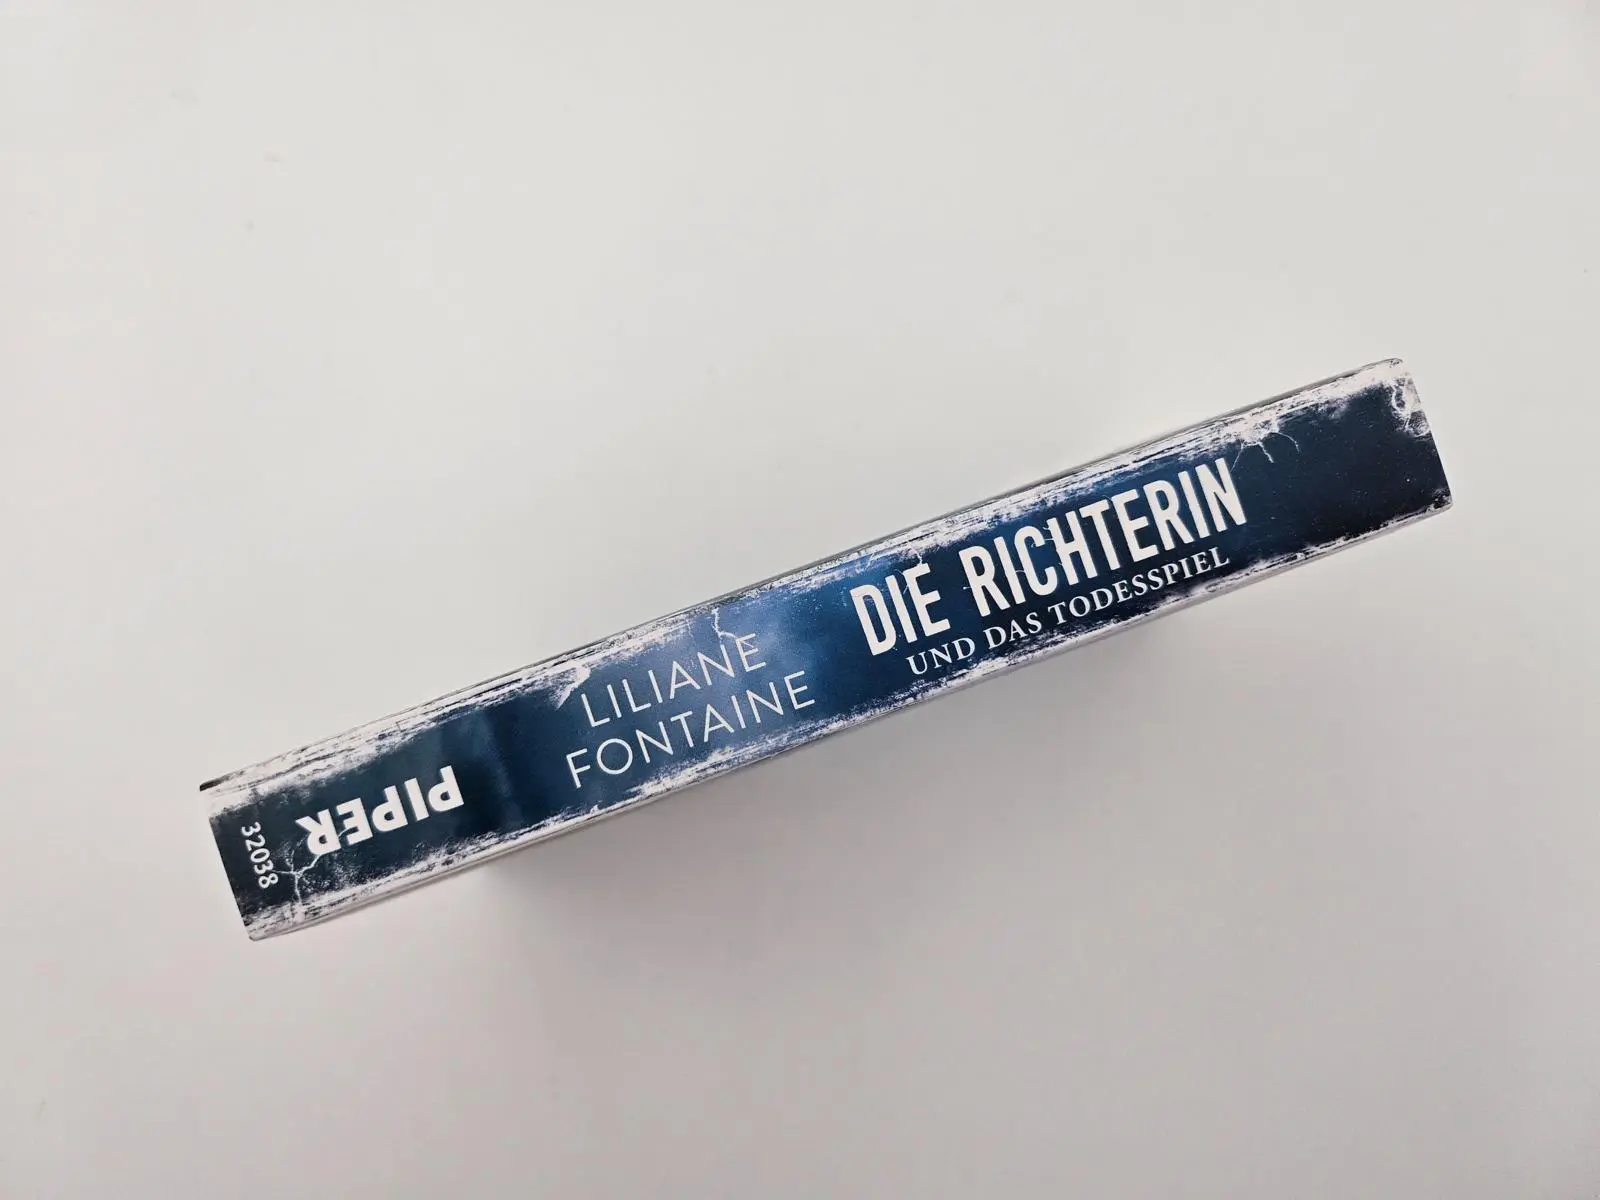 LILIANE
FONTAINE
DIE RICHTERIN
UND DAS TODESSPIEL
PIPER
32038